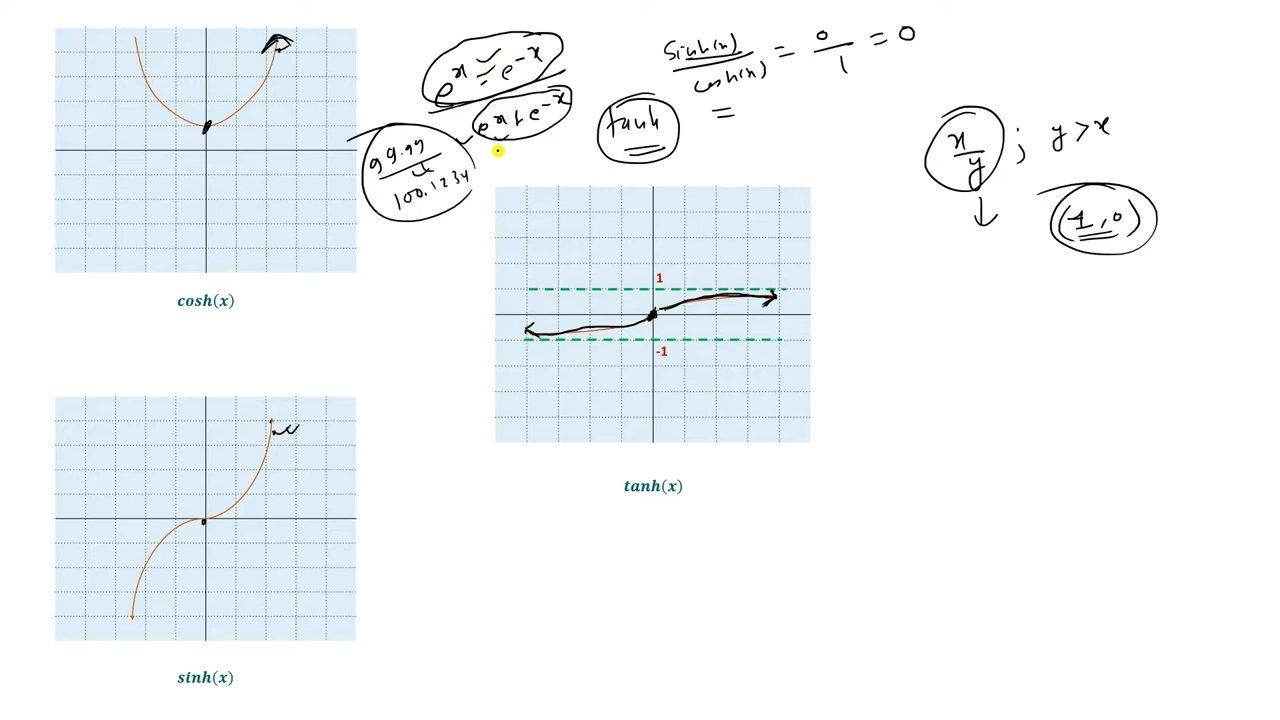 e^x - e^-x
e^x + e^-x
99.99
100.1234
tanh
sinh(x)
cosh(x)
= 0/1 = 0
=
x/y ; y > x
(1, 0)
cosh(x)
1
-1
tanh(x)
sinh(x)